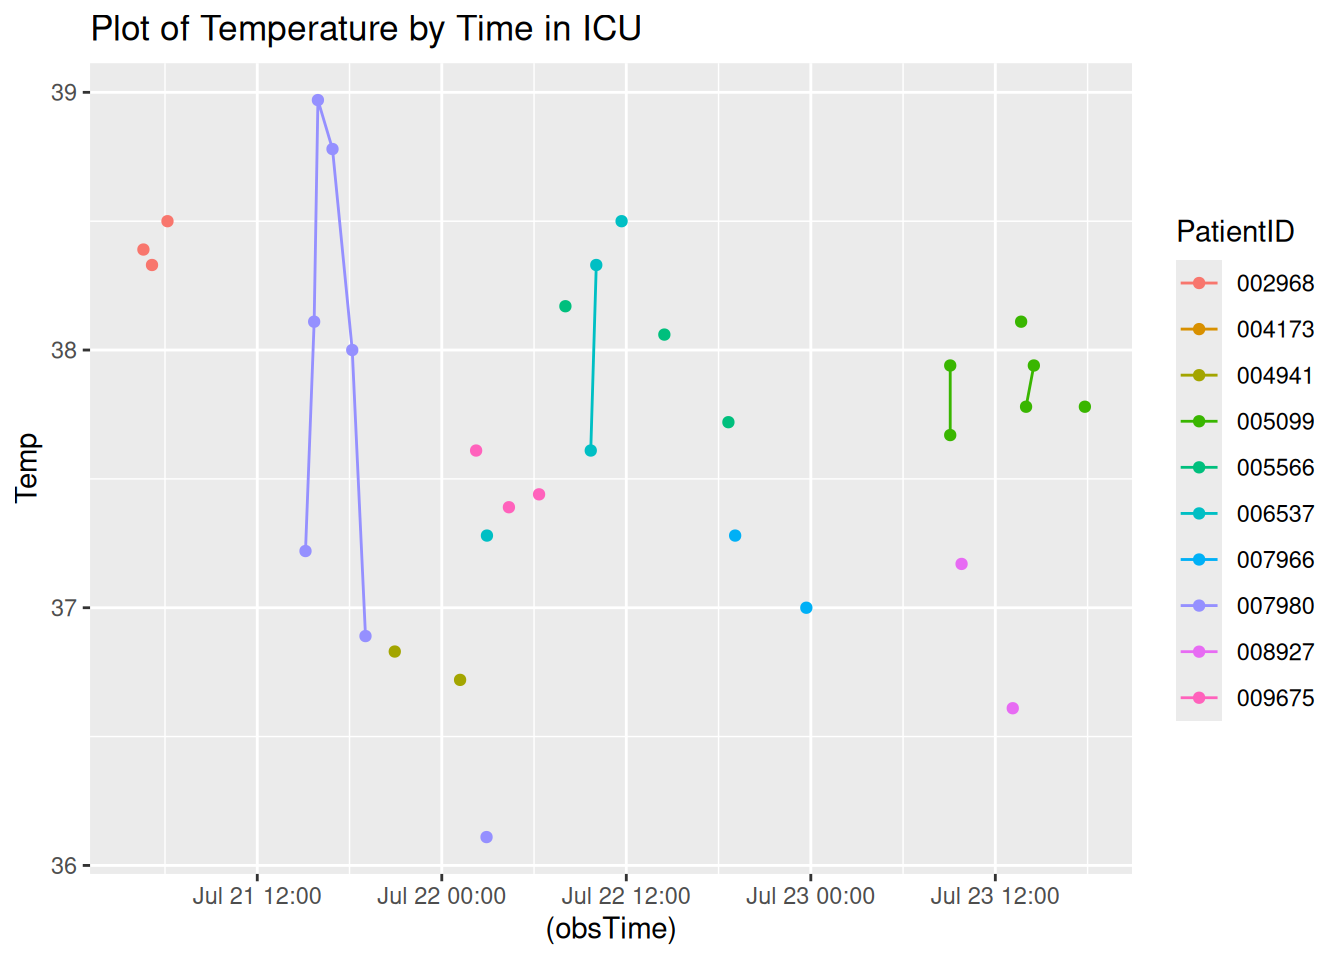 Plot of Temperature by Time in ICU
39
38
37
36
Temp
Jul 21 12:00
Jul 22 00:00
Jul 22 12:00
Jul 23 00:00
Jul 23 12:00
(obsTime)
PatientID
002968
004173
004941
005099
005566
006537
007966
007980
008927
009675